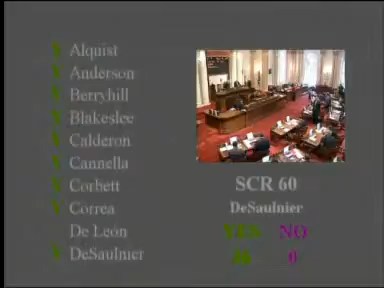 Y Alquist
Y Anderson
Y Berryhill
Y Blakeslee
Y Calderon
Y Cannella
Y Corbett
Y Correa
De León
Y DeSaulnier
SCR 60
DeSaulnier
YES NO
0